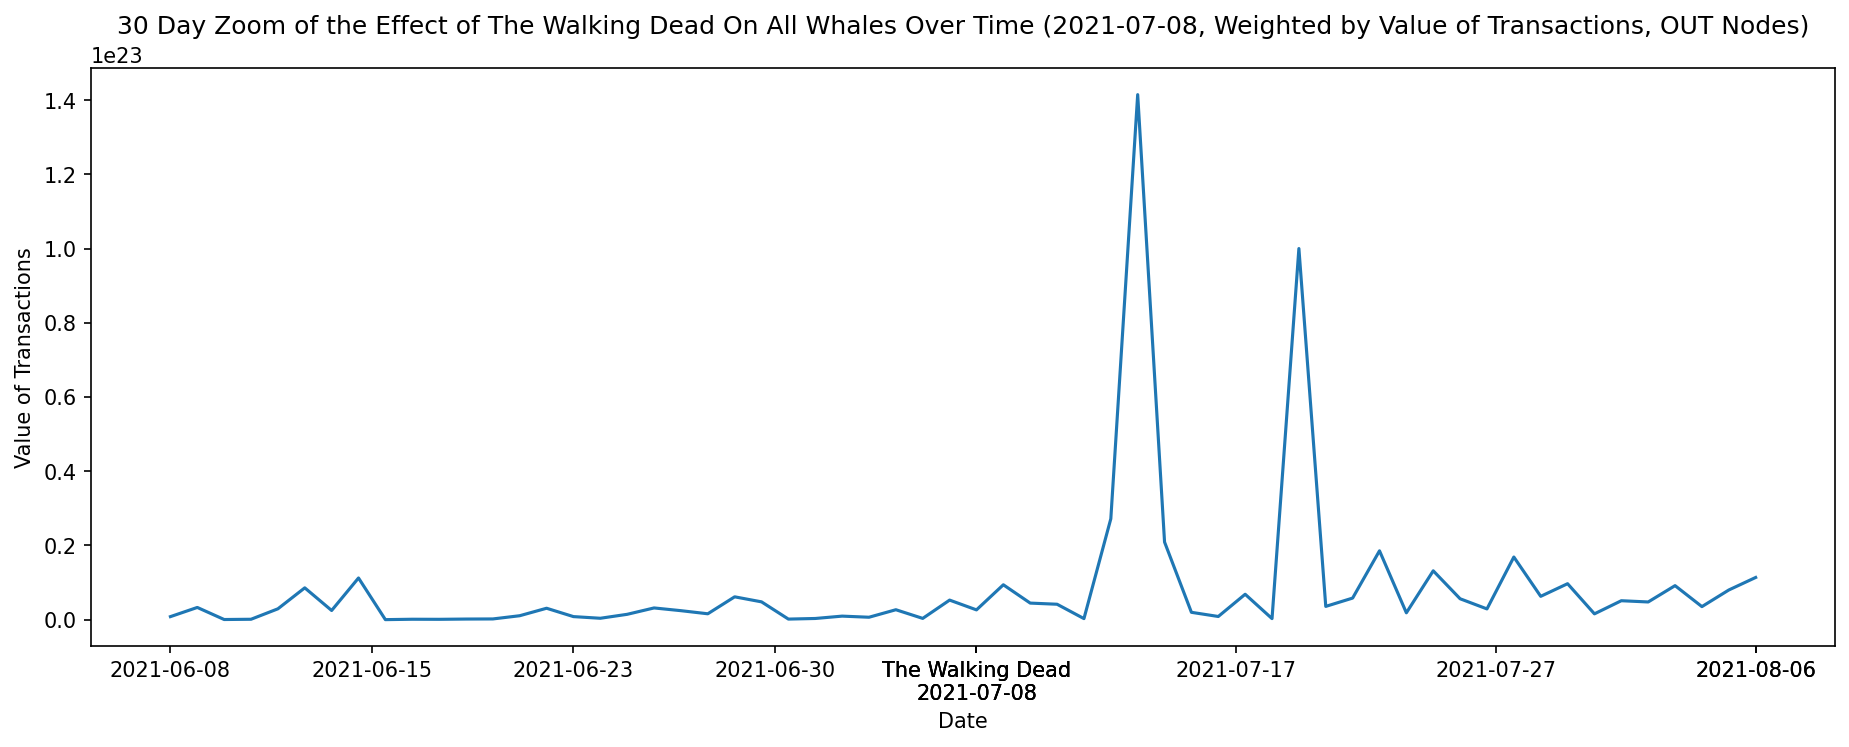 30 Day Zoom of the Effect of The Walking Dead On All Whales Over Time (2021-07-08, Weighted by Value of Transactions, OUT Nodes)
1e23
1.4
1.2
1.0
0.8
0.6
0.4
0.2
0.0
Value of Transactions
2021-06-08 2021-06-15 2021-06-23 2021-06-30 The Walking Dead 2021-07-17 2021-07-27 2021-08-06
2021-07-08
Date